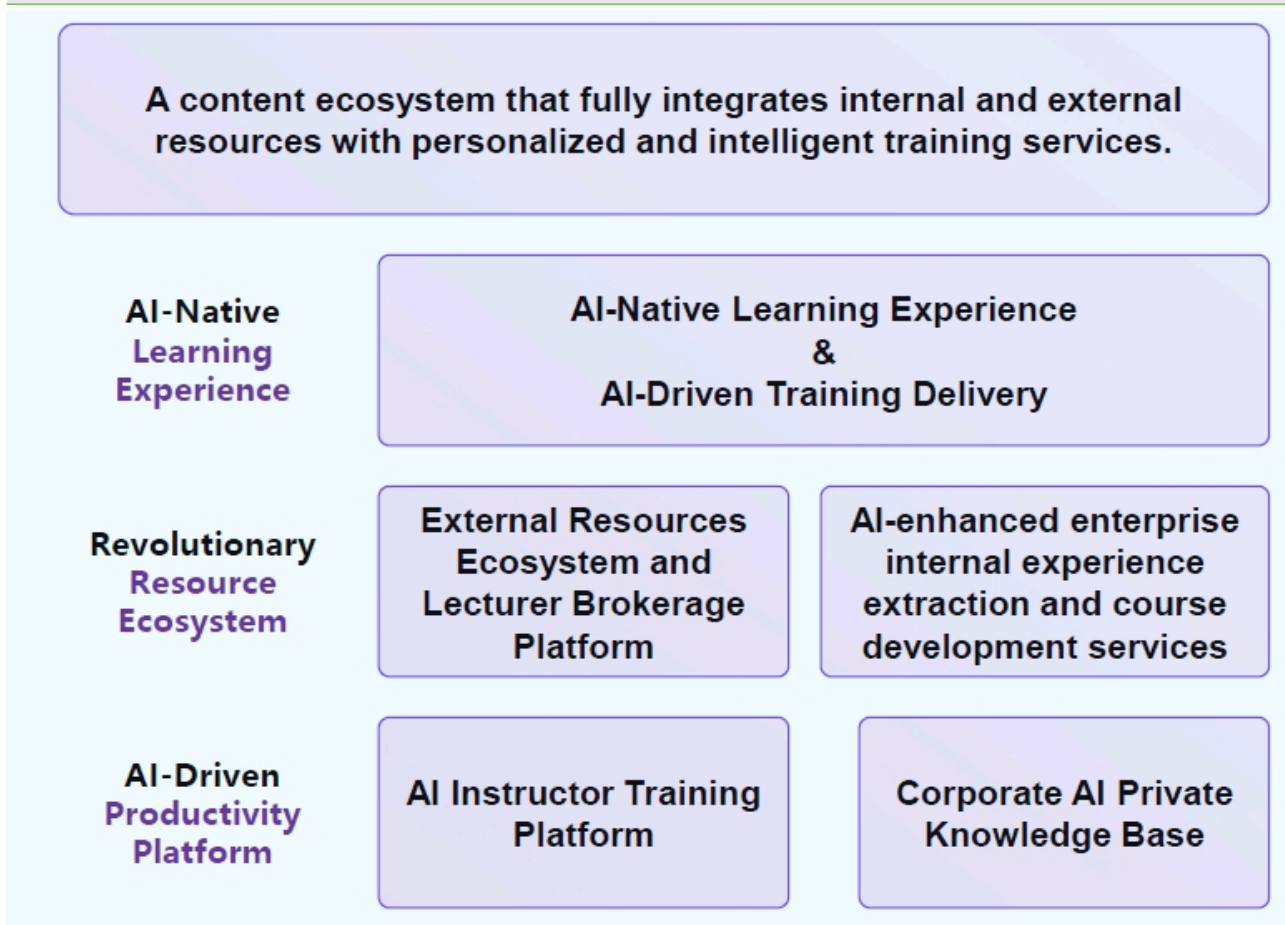 A content ecosystem that fully integrates internal and external
resources with personalized and intelligent training services.
AI-Native
Learning
Experience
AI-Native Learning Experience
&
AI-Driven Training Delivery
Revolutionary
Resource
Ecosystem
External Resources
Ecosystem and
Lecturer Brokerage
Platform
AI-enhanced enterprise
internal experience
extraction and course
development services
AI-Driven
Productivity
Platform
AI Instructor Training
Platform
Corporate AI Private
Knowledge Base